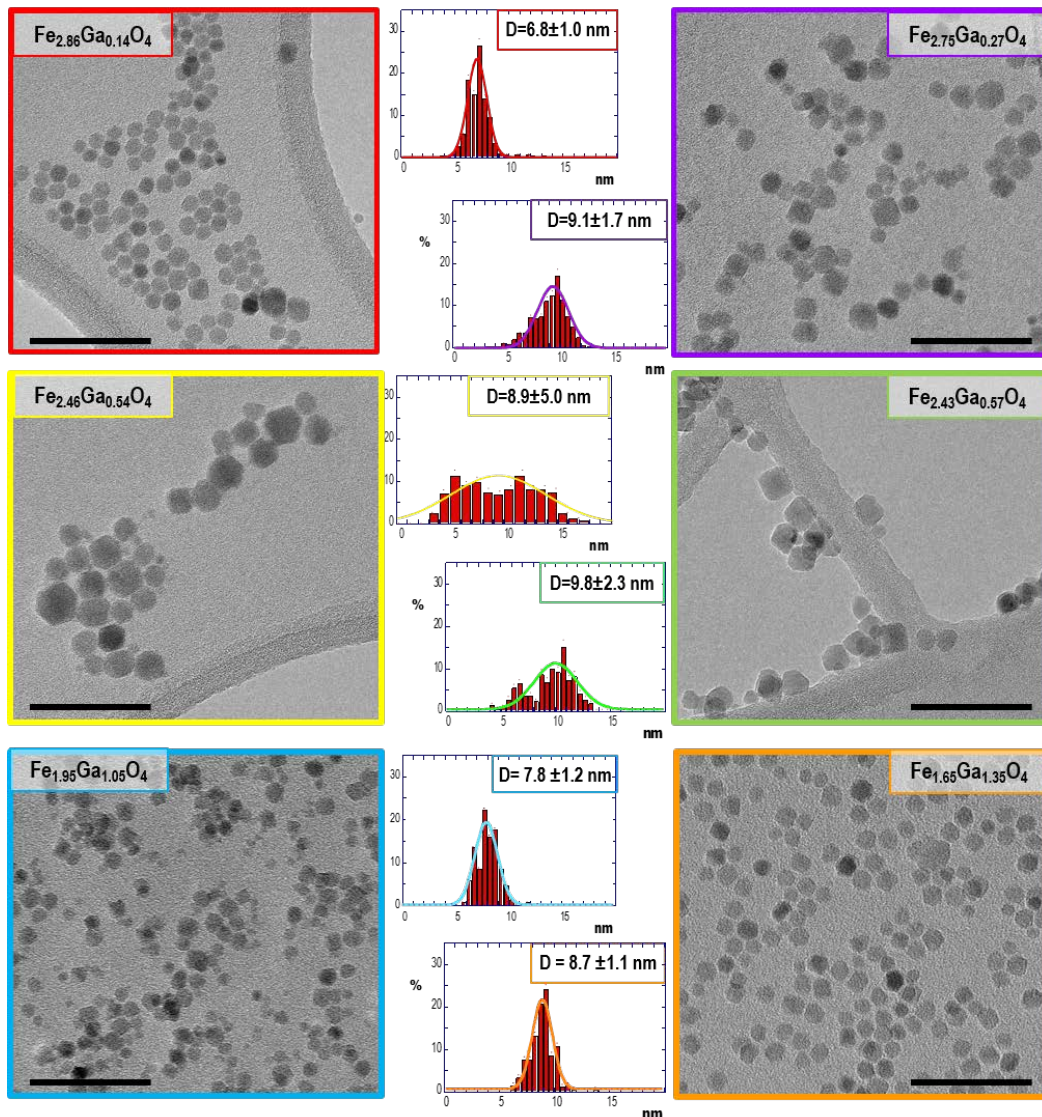 Fe2.86Ga0.14O4
D=6.8±1.0 nm
Fe2.75Ga0.27O4
30
20
10
0
0 5 10 15
nm
D=9.1±1.7 nm
%
30
20
10
0
0 5 10 15
nm
Fe2.46Ga0.54O4
D=8.9±5.0 nm
Fe2.43Ga0.57O4
30
20
10
0
0 5 10 15
nm
D=9.8±2.3 nm
%
30
20
10
0
0 5 10 15
nm
Fe1.95Ga1.05O4
D= 7.8 ±1.2 nm
Fe1.65Ga1.35O4
30
20
10
0
0 5 10 15
nm
D = 8.7 ±1.1 nm
%
30
20
10
0
0 5 10 15
nm